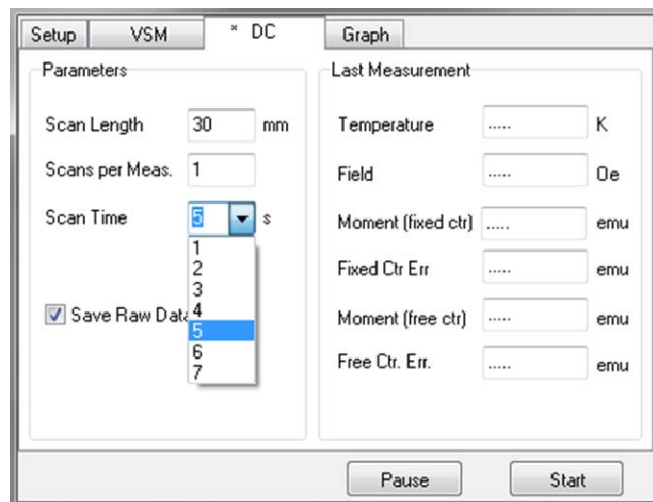 Setup VSM * DC Graph
Parameters
Scan Length 30 mm
Scans per Meas. 1
Scan Time 5 s
1
2
3
4
5
6
7
Save Raw Data
Last Measurement
Temperature ..... K
Field ..... Oe
Moment (fixed ctr) ..... emu
Fixed Ctr Err ..... emu
Moment (free ctr) ..... emu
Free Ctr. Err. ..... emu
Pause Start